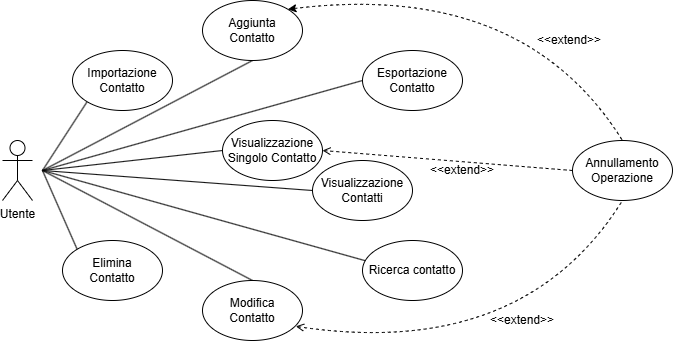 Aggiunta
Contatto
<<extend>>
Importazione
Contatto
Esportazione
Contatto
Visualizzazione
Singolo Contatto
<<extend>>
Annullamento
Operazione
Visualizzazione
Contatti
Utente
Elimina
Contatto
Ricerca contatto
Modifica
Contatto
<<extend>>